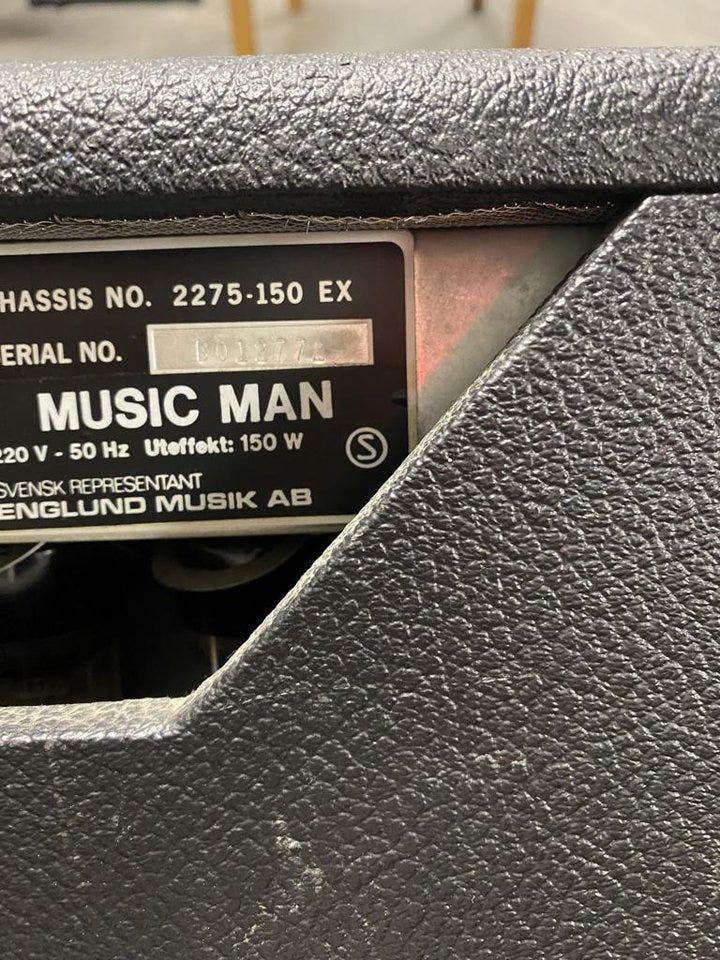 HASSIS NO. 2275-150 EX
ERIAL NO.
MUSIC MAN
220 V - 50 Hz Uteffekt: 150 W S
SVENSK REPRESENTANT
ENGLUND MUSIK AB